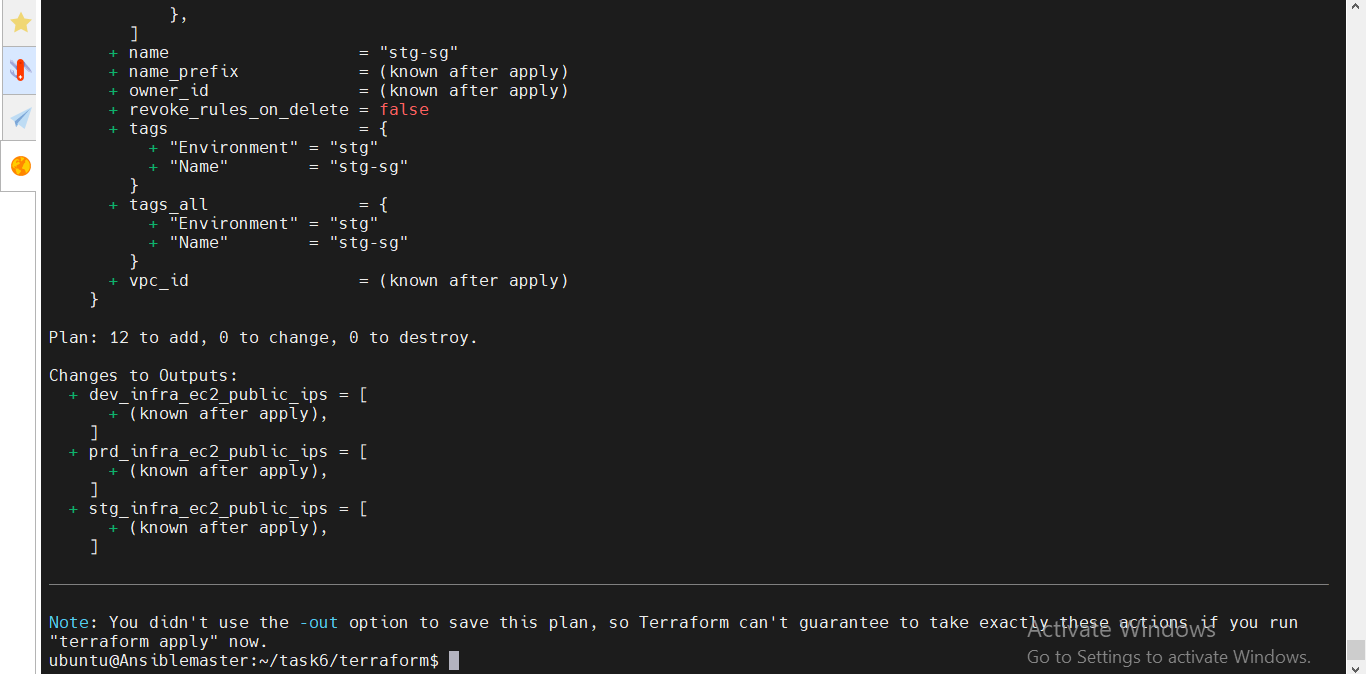 },
        ]
      + name                   = "stg-sg"
      + name_prefix            = (known after apply)
      + owner_id               = (known after apply)
      + revoke_rules_on_delete = false
      + tags                   = {
          + "Environment" = "stg"
          + "Name"        = "stg-sg"
        }
      + tags_all               = {
          + "Environment" = "stg"
          + "Name"        = "stg-sg"
        }
      + vpc_id                 = (known after apply)
    }
Plan: 12 to add, 0 to change, 0 to destroy.
Changes to Outputs:
  + dev_infra_ec2_public_ips = [
      + (known after apply),
    ]
  + prd_infra_ec2_public_ips = [
      + (known after apply),
    ]
  + stg_infra_ec2_public_ips = [
      + (known after apply),
    ]
Note: You didn't use the -out option to save this plan, so Terraform can't guarantee to take exactly these actions if you run
"terraform apply" now.
ubuntu@Ansiblemaster:~/task6/terraform$
Activate Windows
Go to Settings to activate Windows.